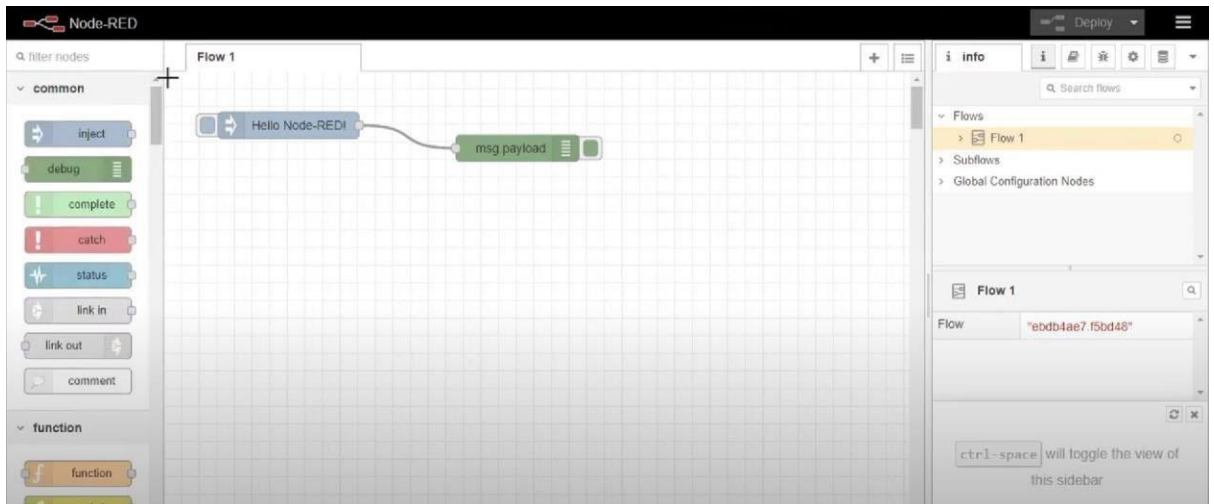 Node-RED
Deploy
filter nodes
Flow 1
i info
i
Search flows
common
inject
debug
complete
catch
status
link in
link out
comment
function
function
Hello Node-RED!
msg.payload
Flows
Flow 1
Subflows
Global Configuration Nodes
Flow 1
Flow "ebdb4ae7.f5bd48"
ctrl-space will toggle the view of
this sidebar